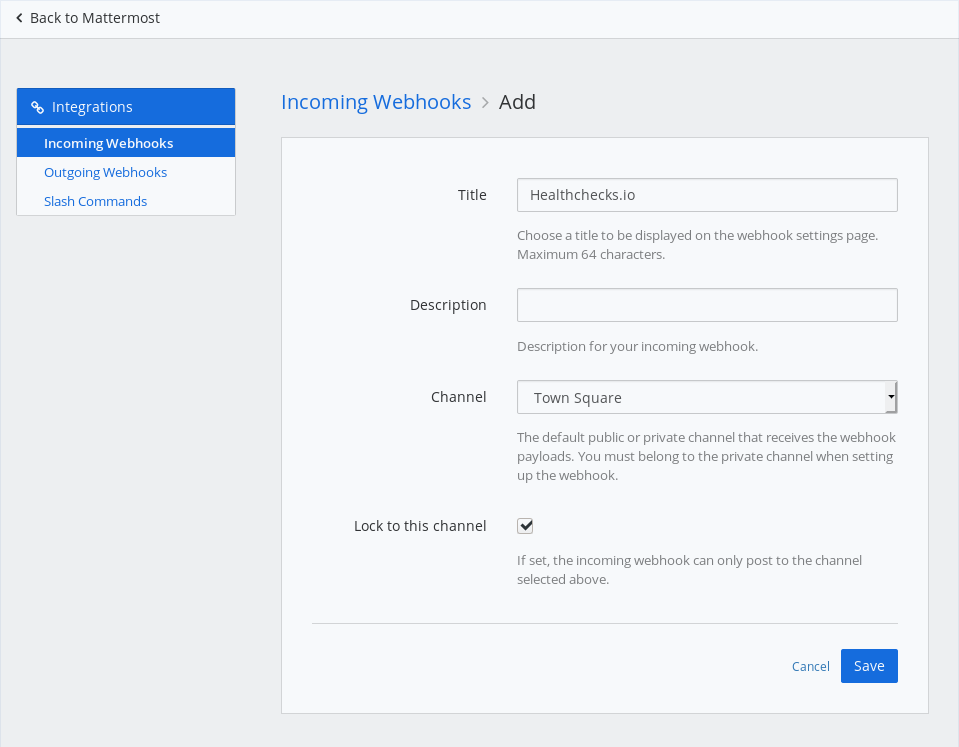 Back to Mattermost
Integrations
Incoming Webhooks
Outgoing Webhooks
Slash Commands
Incoming Webhooks > Add
Title
Healthchecks.io
Choose a title to be displayed on the webhook settings page.
Maximum 64 characters.
Description
Description for your incoming webhook.
Channel
Town Square
The default public or private channel that receives the webhook
payloads. You must belong to the private channel when setting
up the webhook.
Lock to this channel
If set, the incoming webhook can only post to the channel
selected above.
Cancel
Save